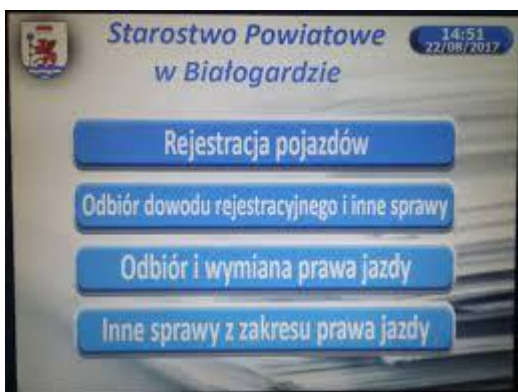 Starostwo Powiatowe
w Białogardzie
14:51
22/08/2017
Rejestracja pojazdów
Odbiór dowodu rejestracyjnego i inne sprawy
Odbiór i wymiana prawa jazdy
Inne sprawy z zakresu prawa jazdy